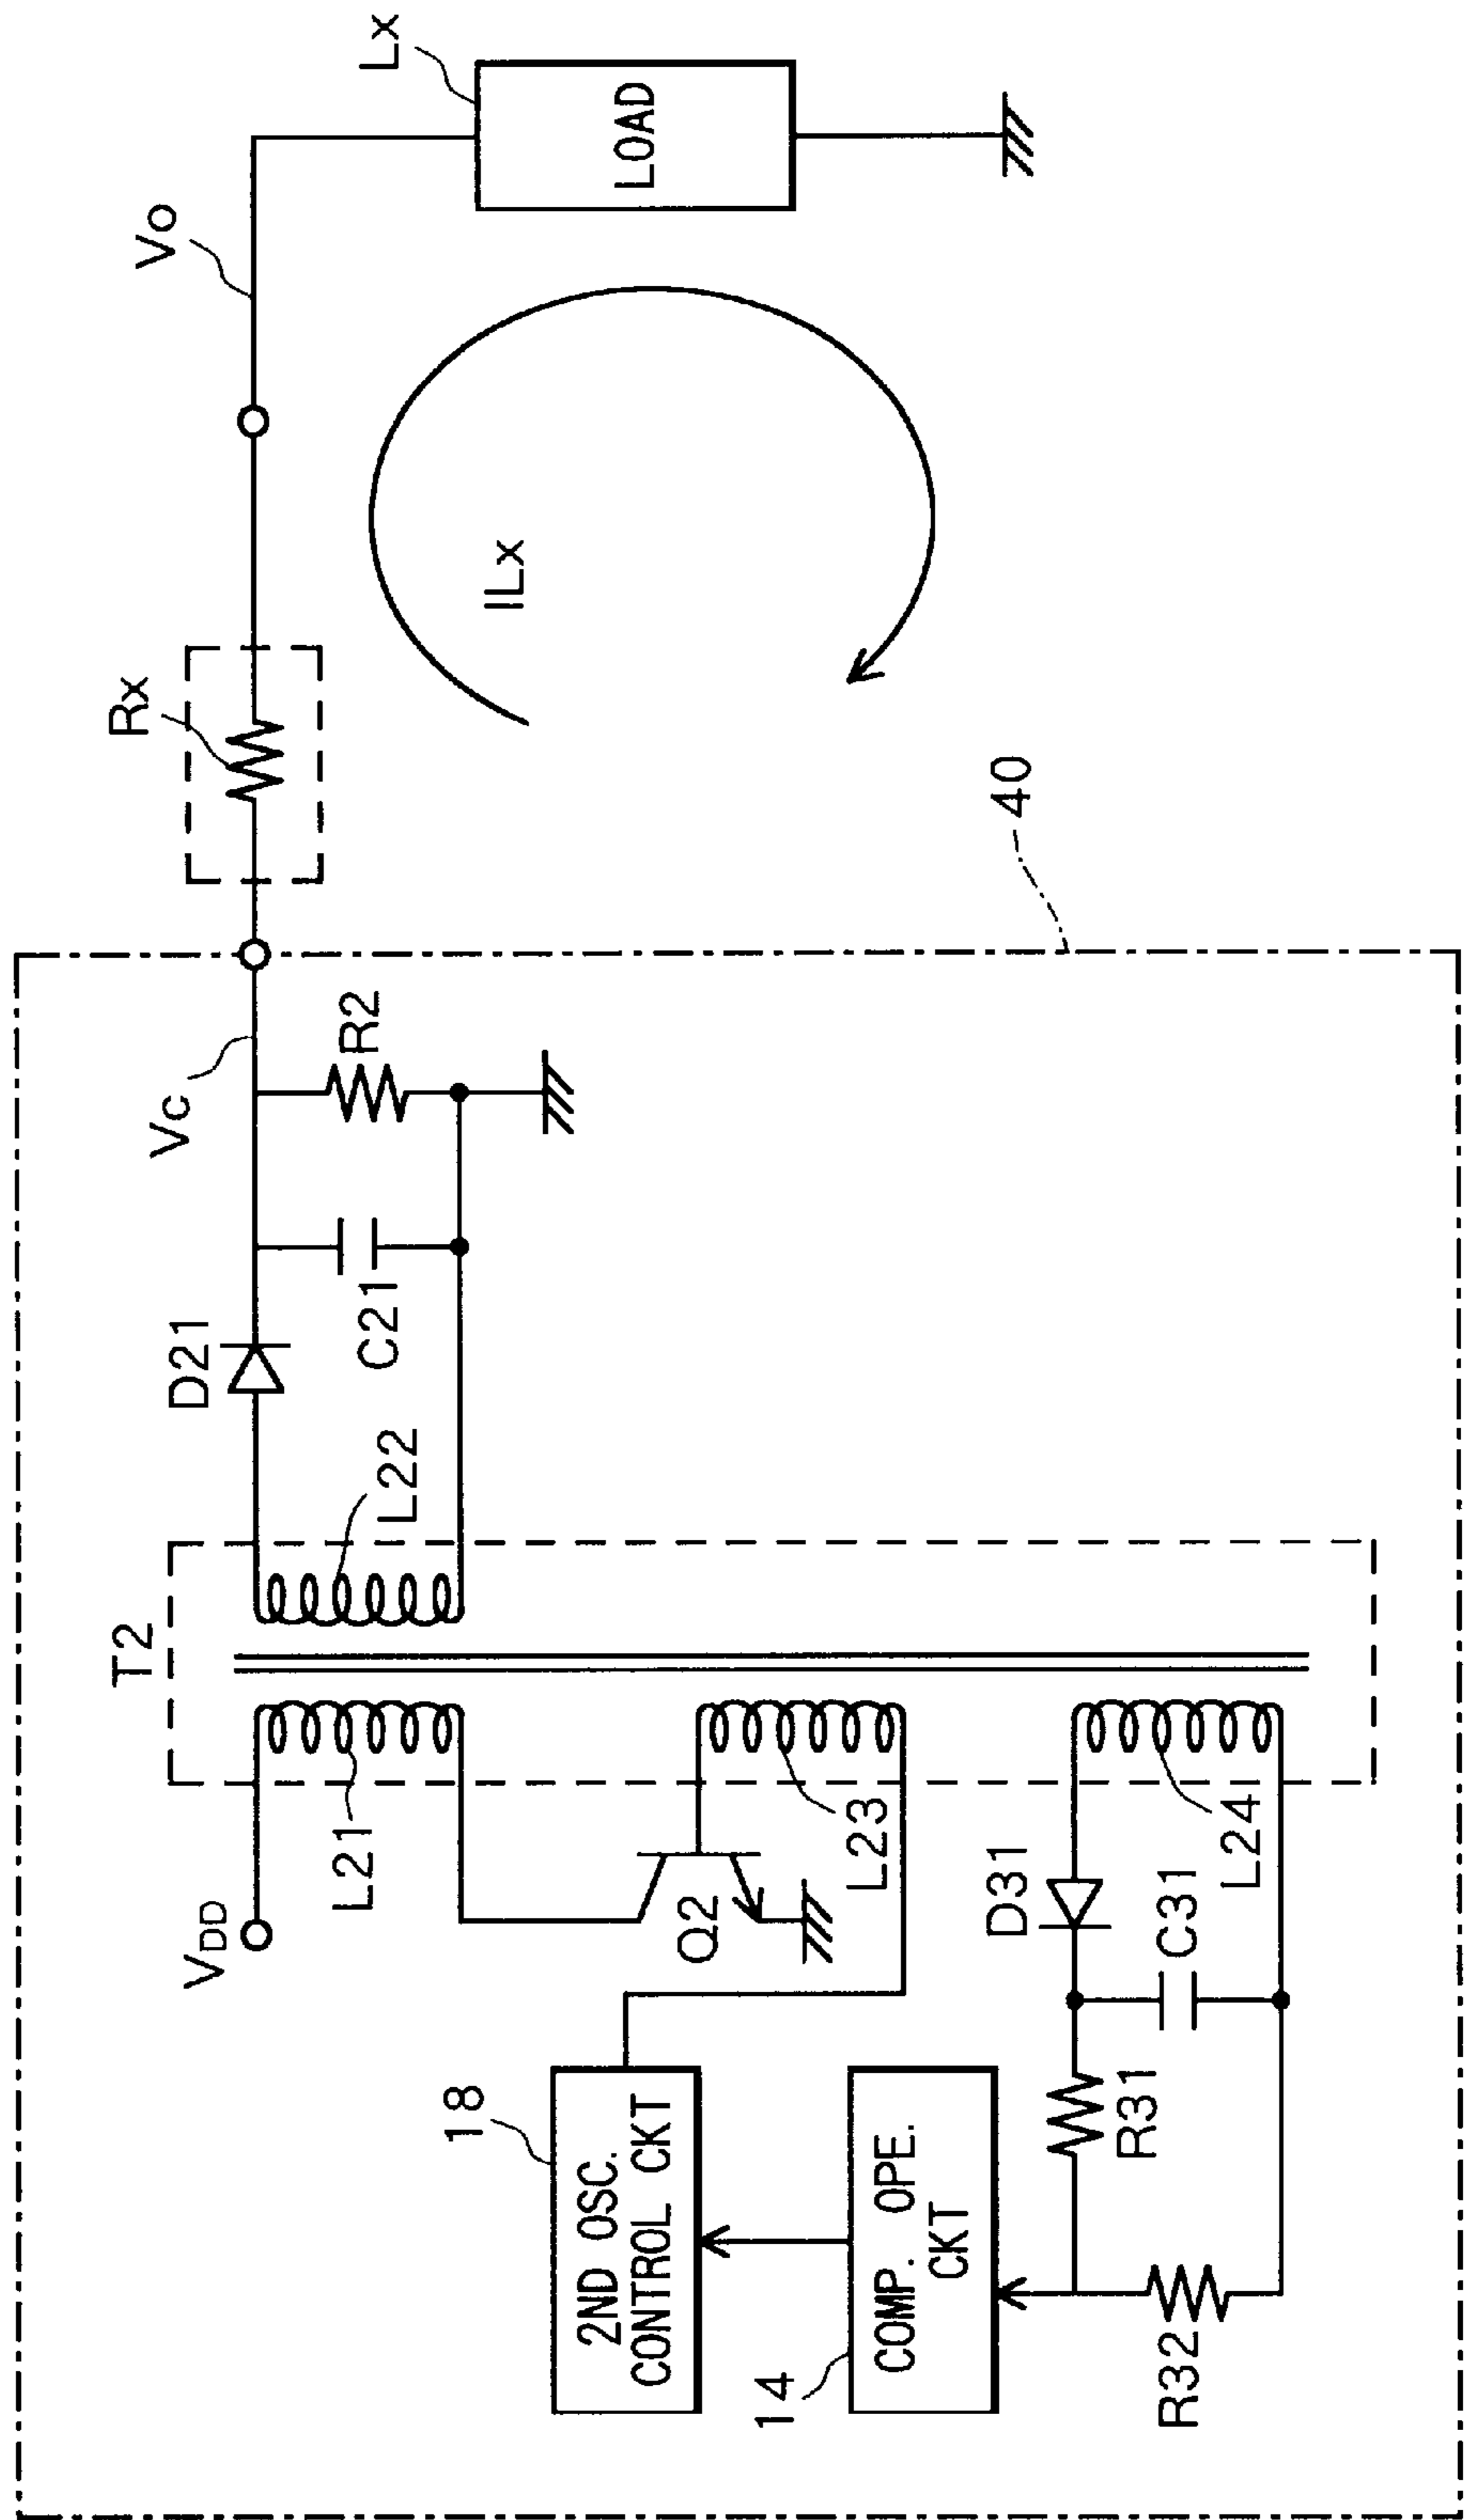 Lx
LOAD
Vo
ILx
Rx
40
Vc
R2
D21
C21
L22
T2
L21
L23
L24
VDD
Q2
D31
C31
18
2ND OSC.
CONTROL CKT
14
COMP. OPE.
CKT
R31
R32